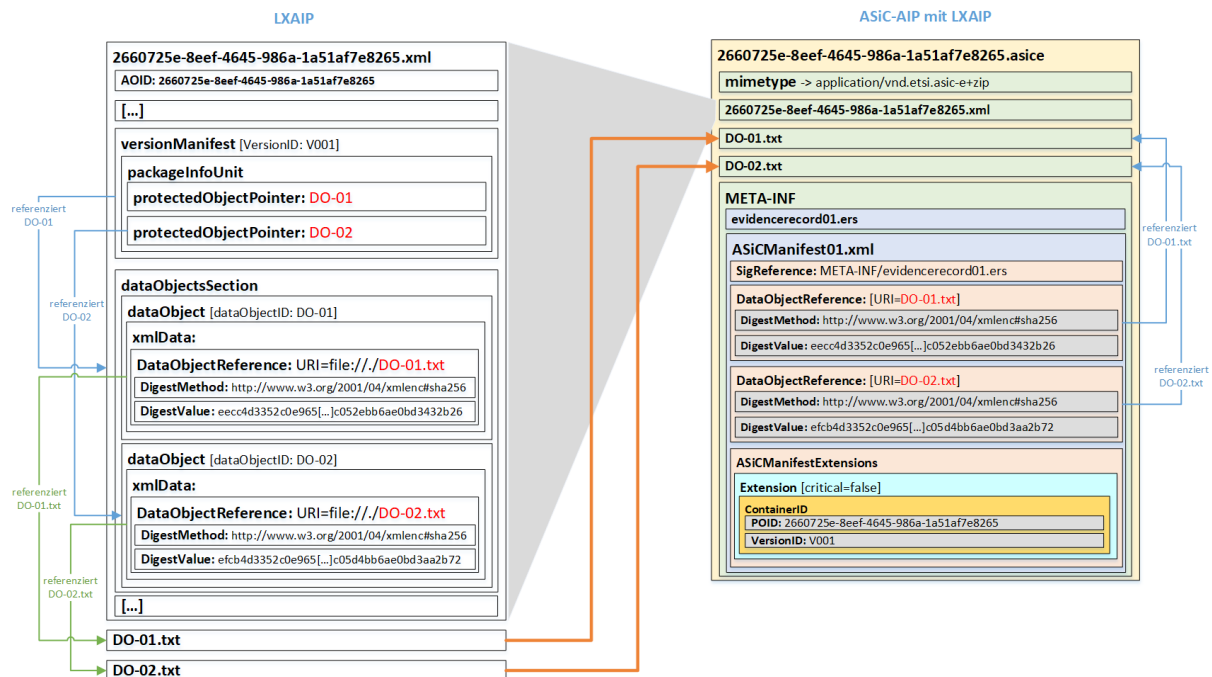 LXAIP
2660725e-8eef-4645-986a-1a51af7e8265.xml
AOID: 2660725e-8eef-4645-986a-1a51af7e8265
[...]
versionManifest [VersionID: V001]
packageInfoUnit
protectedObjectPointer: DO-01
protectedObjectPointer: DO-02
referenziert
DO-01
referenziert
DO-02
dataObjectsSection
dataObject [dataObjectID: DO-01]
xmlData:
DataObjectReference: URI=file://./DO-01.txt
DigestMethod: http://www.w3.org/2001/04/xmlenc#sha256
DigestValue: eecc4d3352c0e965[...]c052ebb6ae0bd3432b26
dataObject [dataObjectID: DO-02]
xmlData:
DataObjectReference: URI=file://./DO-02.txt
DigestMethod: http://www.w3.org/2001/04/xmlenc#sha256
DigestValue: efcb4d3352c0e965[...]c05d4bb6ae0bd3aa2b72
referenziert
DO-01.txt
referenziert
DO-02.txt
[...]
DO-01.txt
DO-02.txt
ASiC-AIP mit LXAIP
2660725e-8eef-4645-986a-1a51af7e8265.asice
mimetype -> application/vnd.etsi.asic-e+zip
2660725e-8eef-4645-986a-1a51af7e8265.xml
DO-01.txt
DO-02.txt
META-INF
evidencerecord01.ers
ASiCManifest01.xml
SigReference: META-INF/evidencerecord01.ers
DataObjectReference: [URI=DO-01.txt]
DigestMethod: http://www.w3.org/2001/04/xmlenc#sha256
DigestValue: eecc4d3352c0e965[...]c052ebb6ae0bd3432b26
DataObjectReference: [URI=DO-02.txt]
DigestMethod: http://www.w3.org/2001/04/xmlenc#sha256
DigestValue: efcb4d3352c0e965[...]c05d4bb6ae0bd3aa2b72
ASiCManifestExtensions
Extension [critical=false]
ContainerID
POID: 2660725e-8eef-4645-986a-1a51af7e8265
VersionID: V001
referenziert
DO-01.txt
referenziert
DO-02.txt